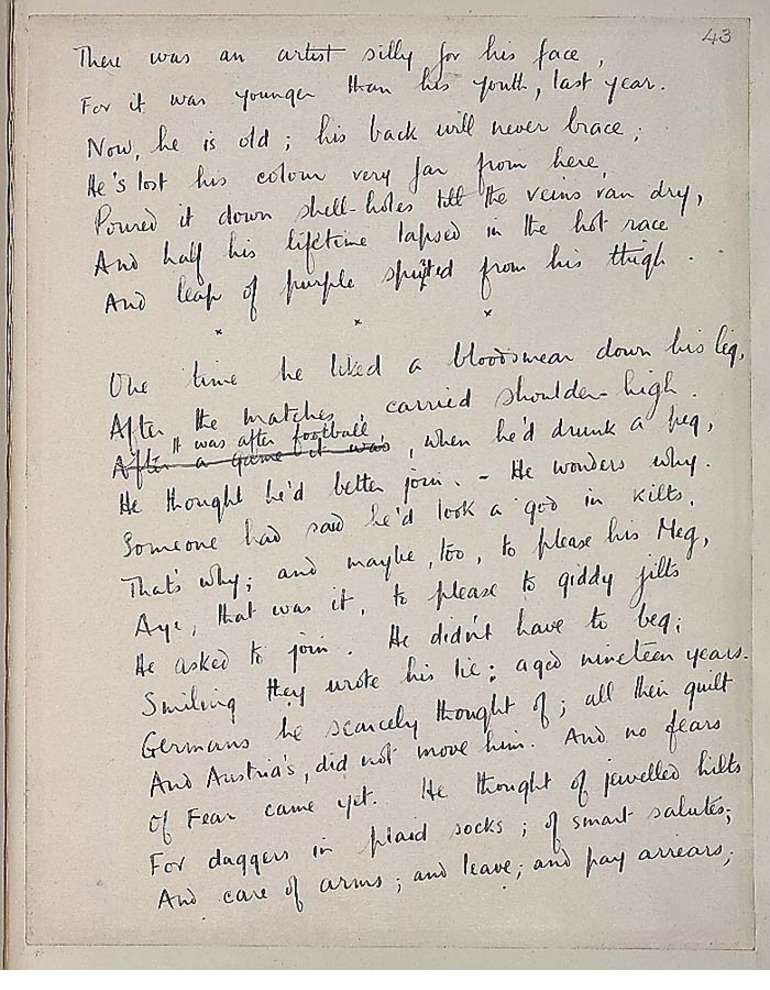 43
There was an artist silly for his face,
For it was younger than his youth, last year.
Now, he is old; his back will never brace;
He's lost his colour very far from here,
Poured it down shell-holes till the veins ran dry,
And half his lifetime lapsed in the hot race
And leap of purple spurted from his thigh.
× × ×
One time he liked a bloodsmear down his leg,
After the matches, carried shoulder-high.
It was after football,
After a game it was, when he'd drunk a peg,
He thought he'd better join. - He wonders why.
Someone had said he'd look a god in kilts.
That's why; and maybe, too, to please his Meg,
Aye, that was it, to please to giddy jilts
He asked to join. He didn't have to beg;
Smiling they wrote his lie: aged nineteen years.
Germans he scarcely thought of; all their guilt
And Austria's, did not move him. And no fears
Of Fear came yet. He thought of jewelled hilts
For daggers in plaid socks; of smart salutes;
And care of arms; and leave; and pay arrears;